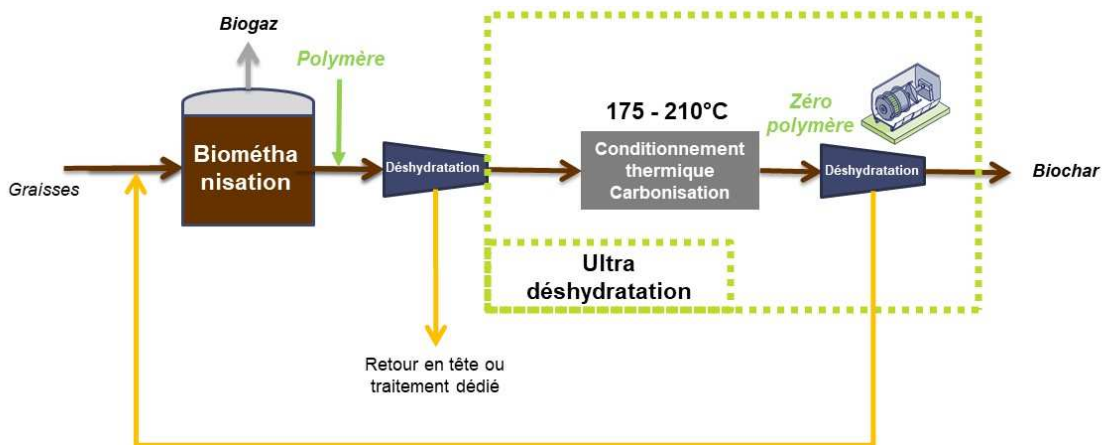 Biogaz
Polymère
175 - 210°C
Zéro
polymère
Biométha
nisation
Déshydratation
Conditionnement
thermique
Carbonisation
Déshydratation
Graisses
Biochar
Ultra
déshydratation
Retour en tête ou
traitement dédié